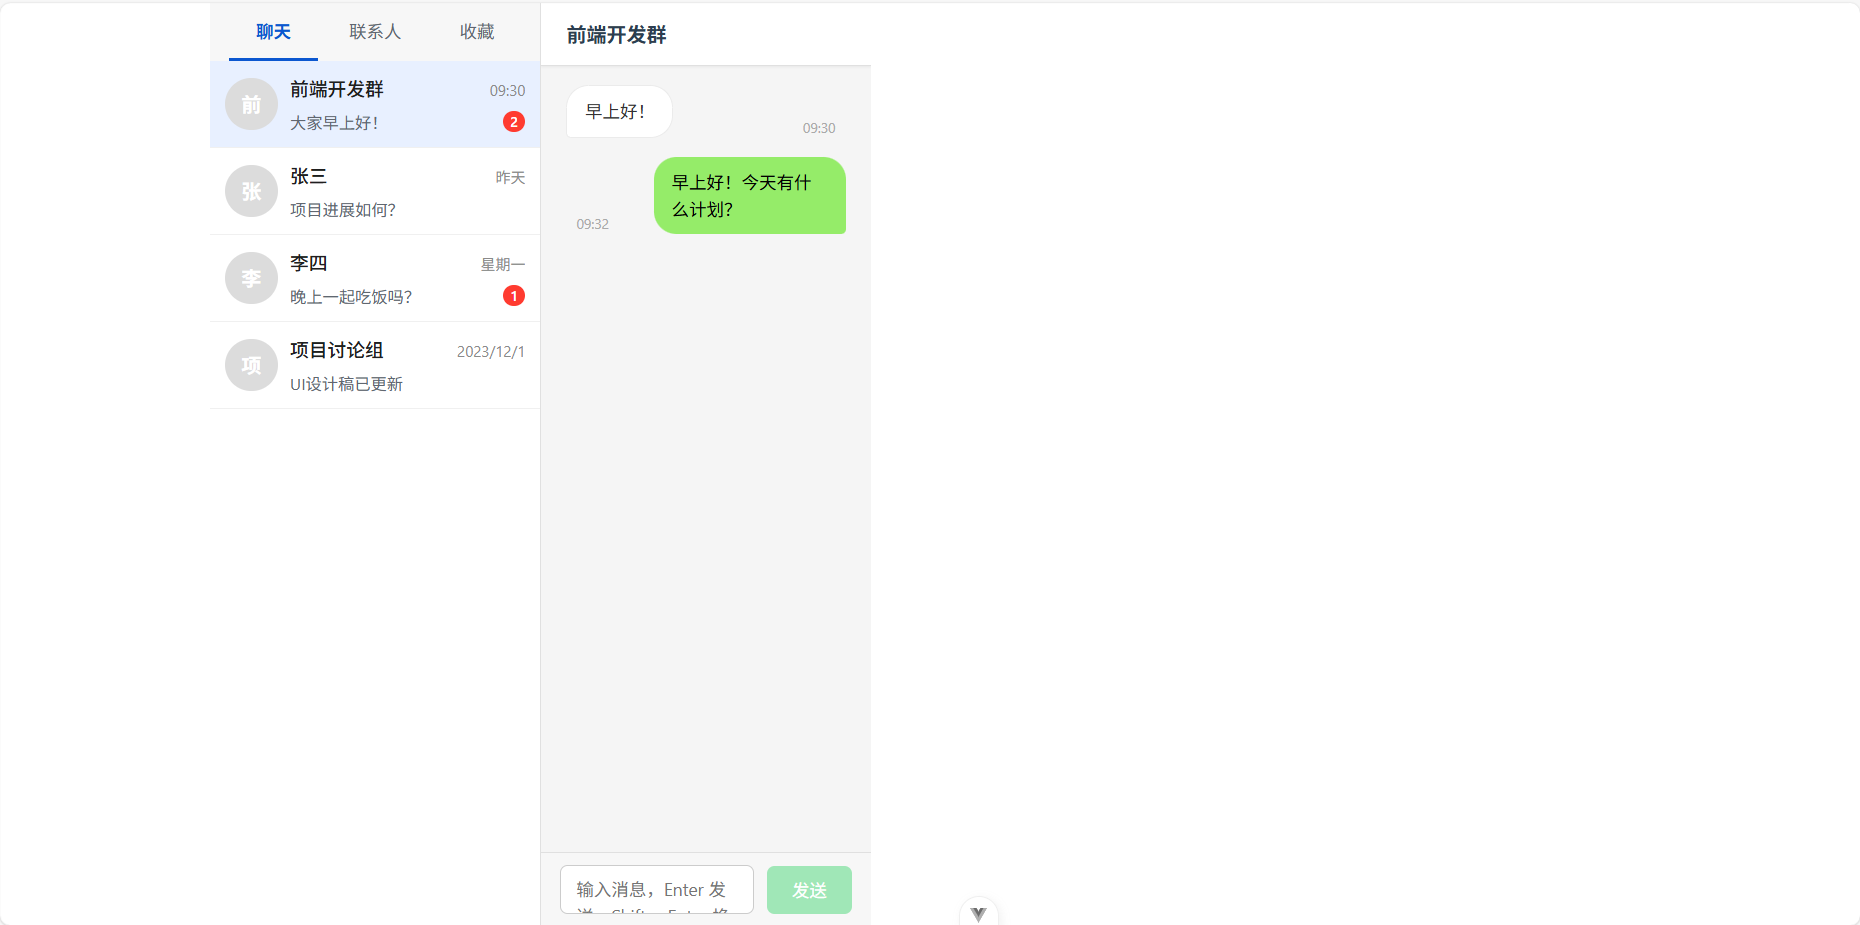 聊天 联系人 收藏
前
前端开发群 09:30
大家早上好！ 2
张
张三 昨天
项目进展如何？
李
李四 星期一
晚上一起吃饭吗？ 1
项
项目讨论组 2023/12/1
UI设计稿已更新
前端开发群
早上好！
09:30
早上好！今天有什
么计划？
09:32
输入消息，Enter 发
送，Shift + Enter 换
发送